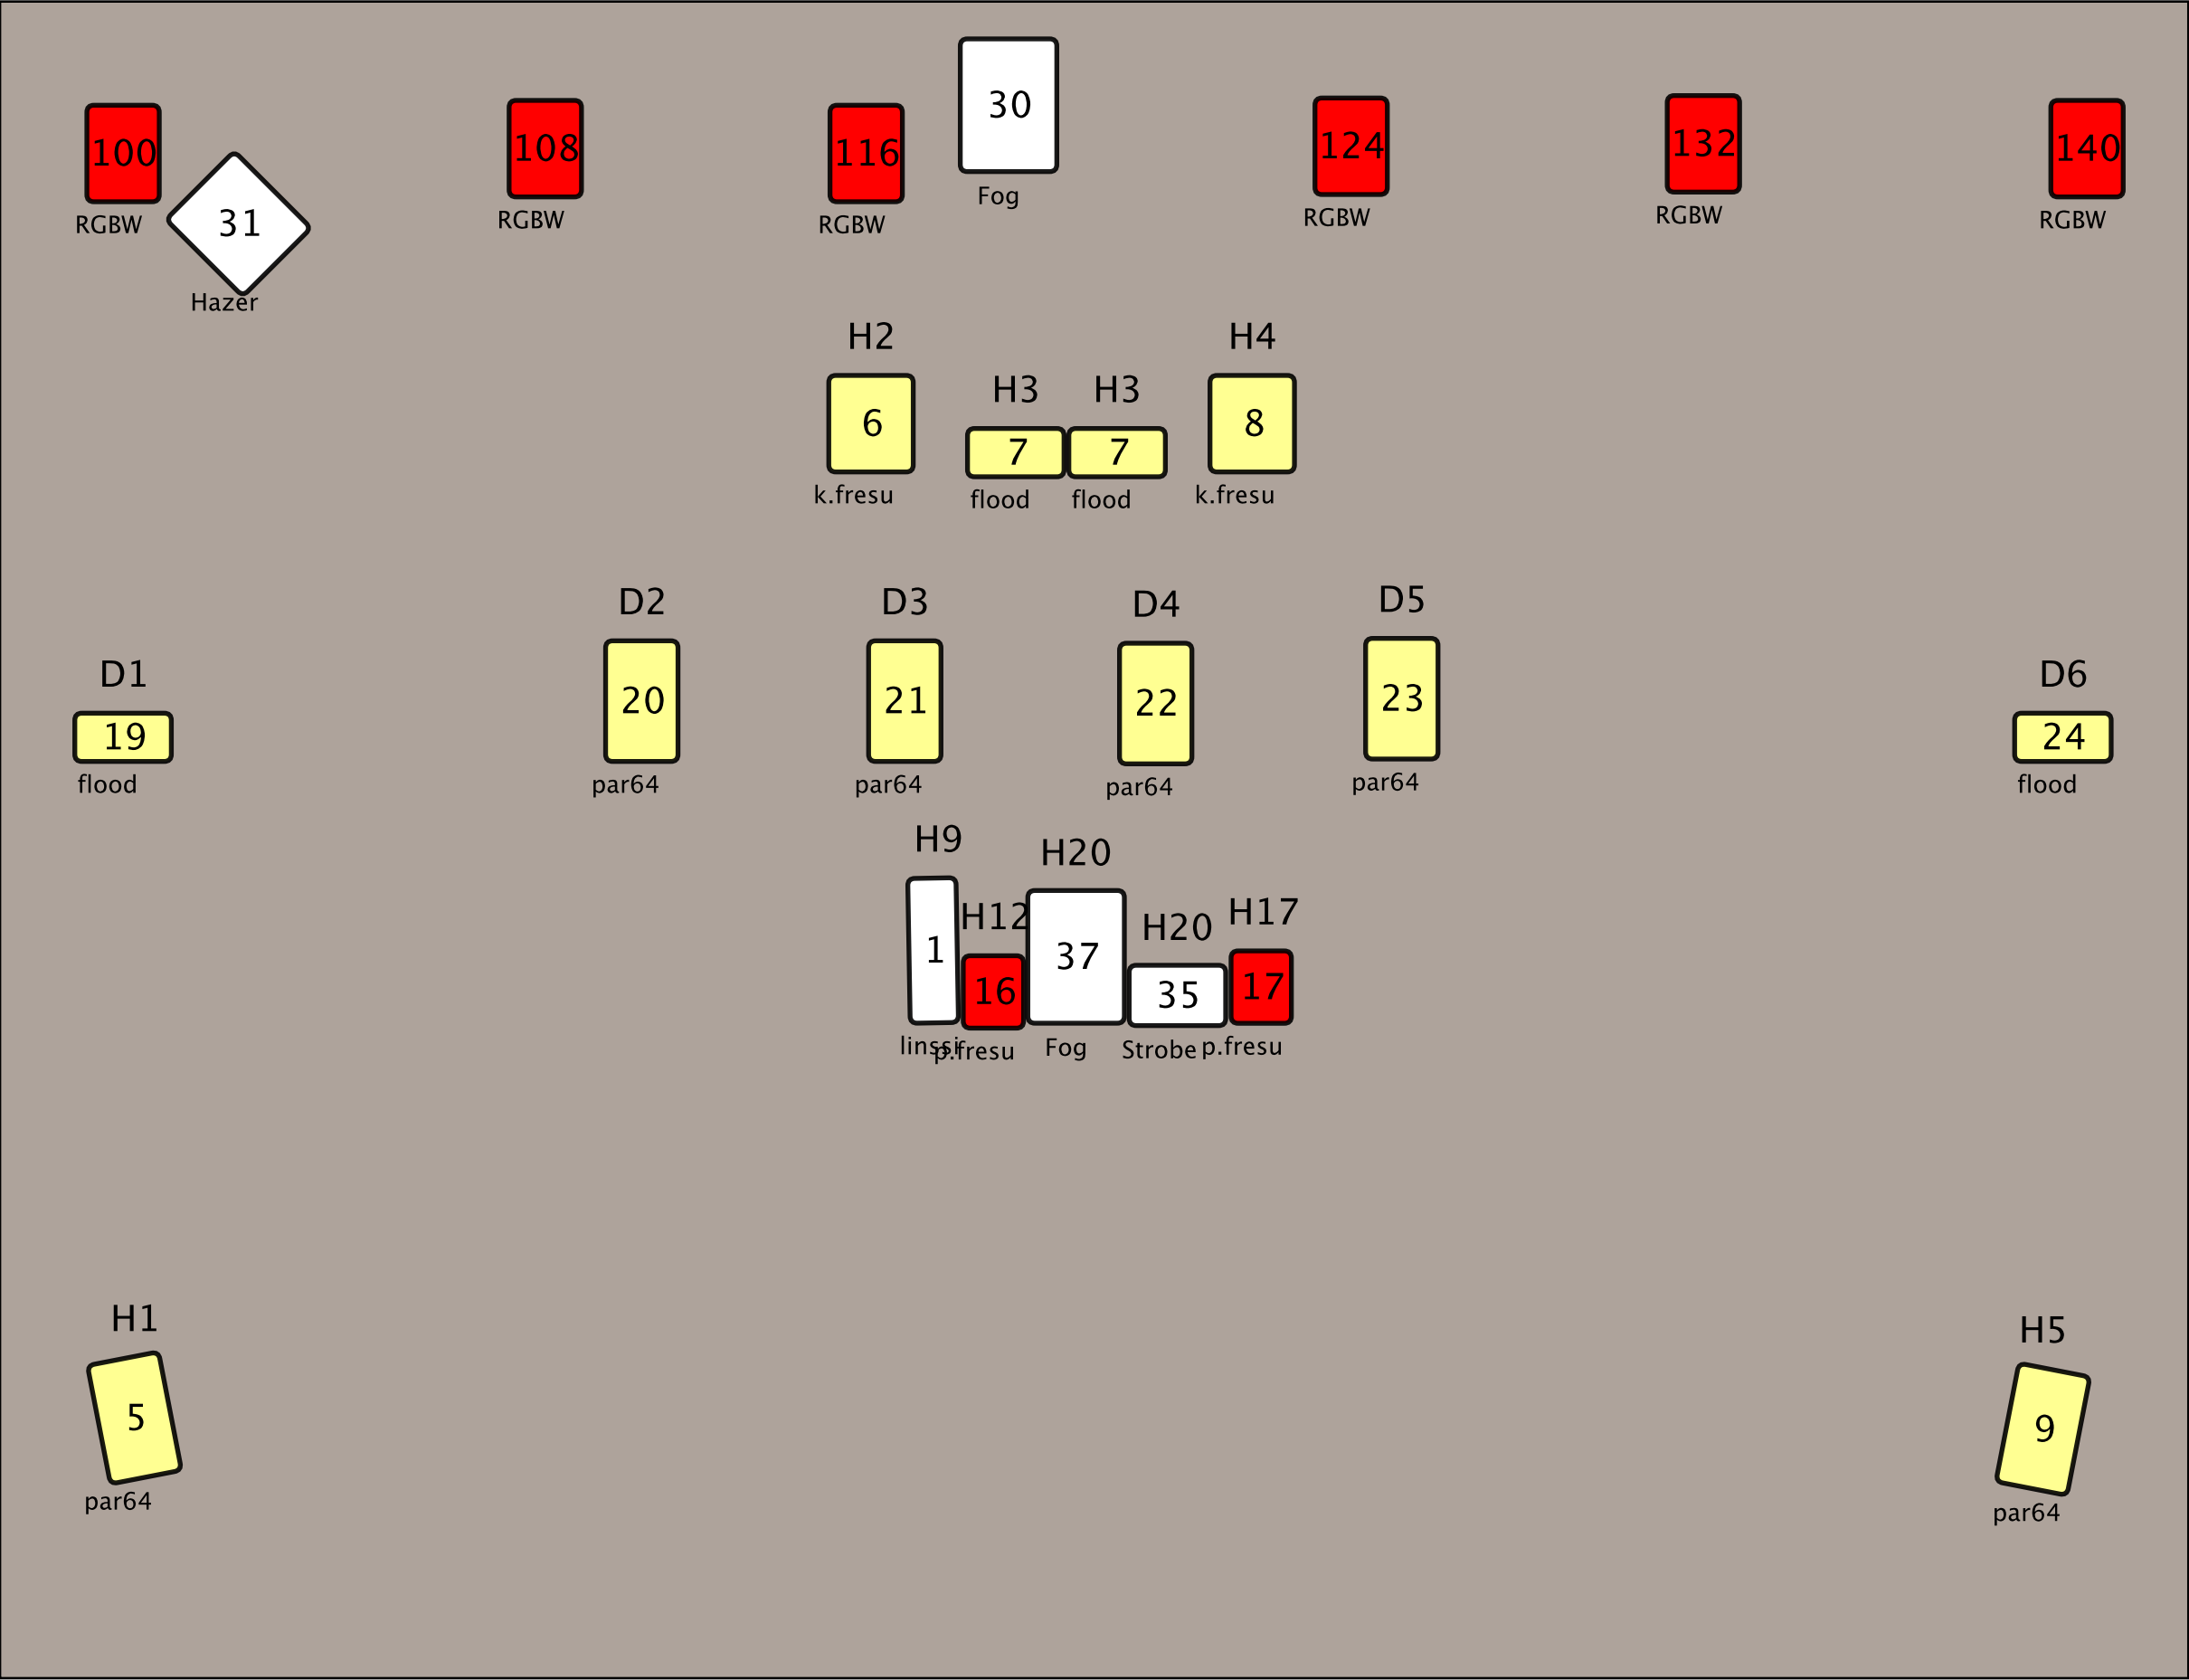 30
100
108
116
124
132
140
Fog
RGBW
31
RGBW
RGBW
RGBW
RGBW
RGBW
Hazer
H2
H4
H3
H3
6
7
7
8
k.fresu
flood
flood
k.fresu
D2
D3
D4
D5
D1
D6
20
21
22
23
19
24
flood
par64
par64
par64
par64
flood
H9
H20
H12
H20
H17
1
16
37
35
17
linssi
p.fresu
Fog
Strobe
p.fresu
H1
H5
5
9
par64
par64